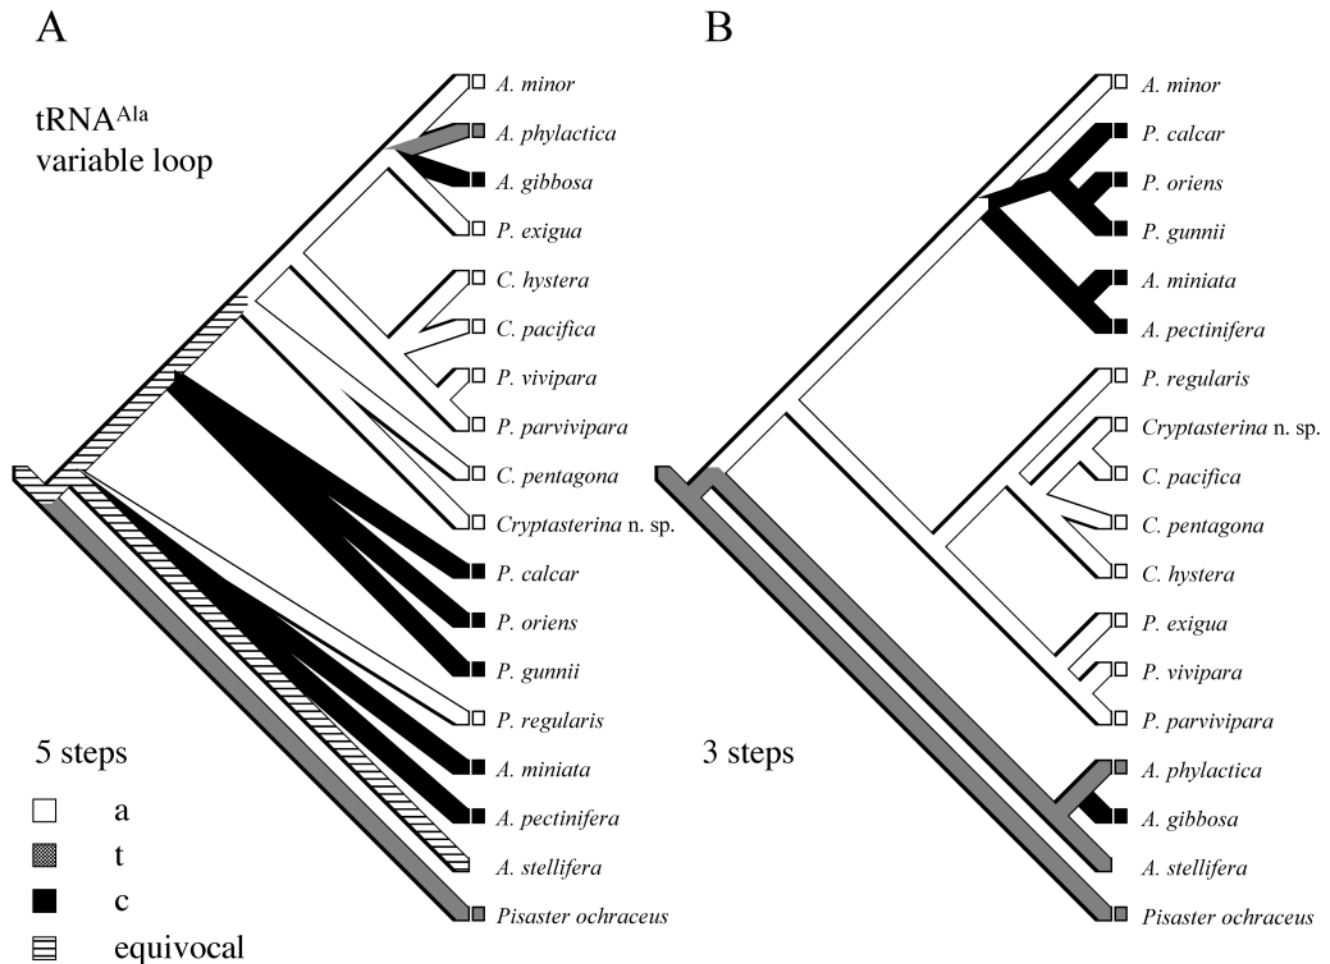 A
tRNA^Ala
variable loop
A. minor
A. phylactica
A. gibbosa
P. exigua
C. hystera
C. pacifica
P. vivipara
P. parvivipara
C. pentagona
Cryptasterina n. sp.
P. calcar
P. oriens
P. gunnii
P. regularis
A. miniata
A. pectinifera
A. stellifera
Pisaster ochraceus
5 steps
a
t
c
equivocal
B
A. minor
P. calcar
P. oriens
P. gunnii
A. miniata
A. pectinifera
P. regularis
Cryptasterina n. sp.
C. pacifica
C. pentagona
C. hystera
P. exigua
P. vivipara
P. parvivipara
A. phylactica
A. gibbosa
A. stellifera
Pisaster ochraceus
3 steps